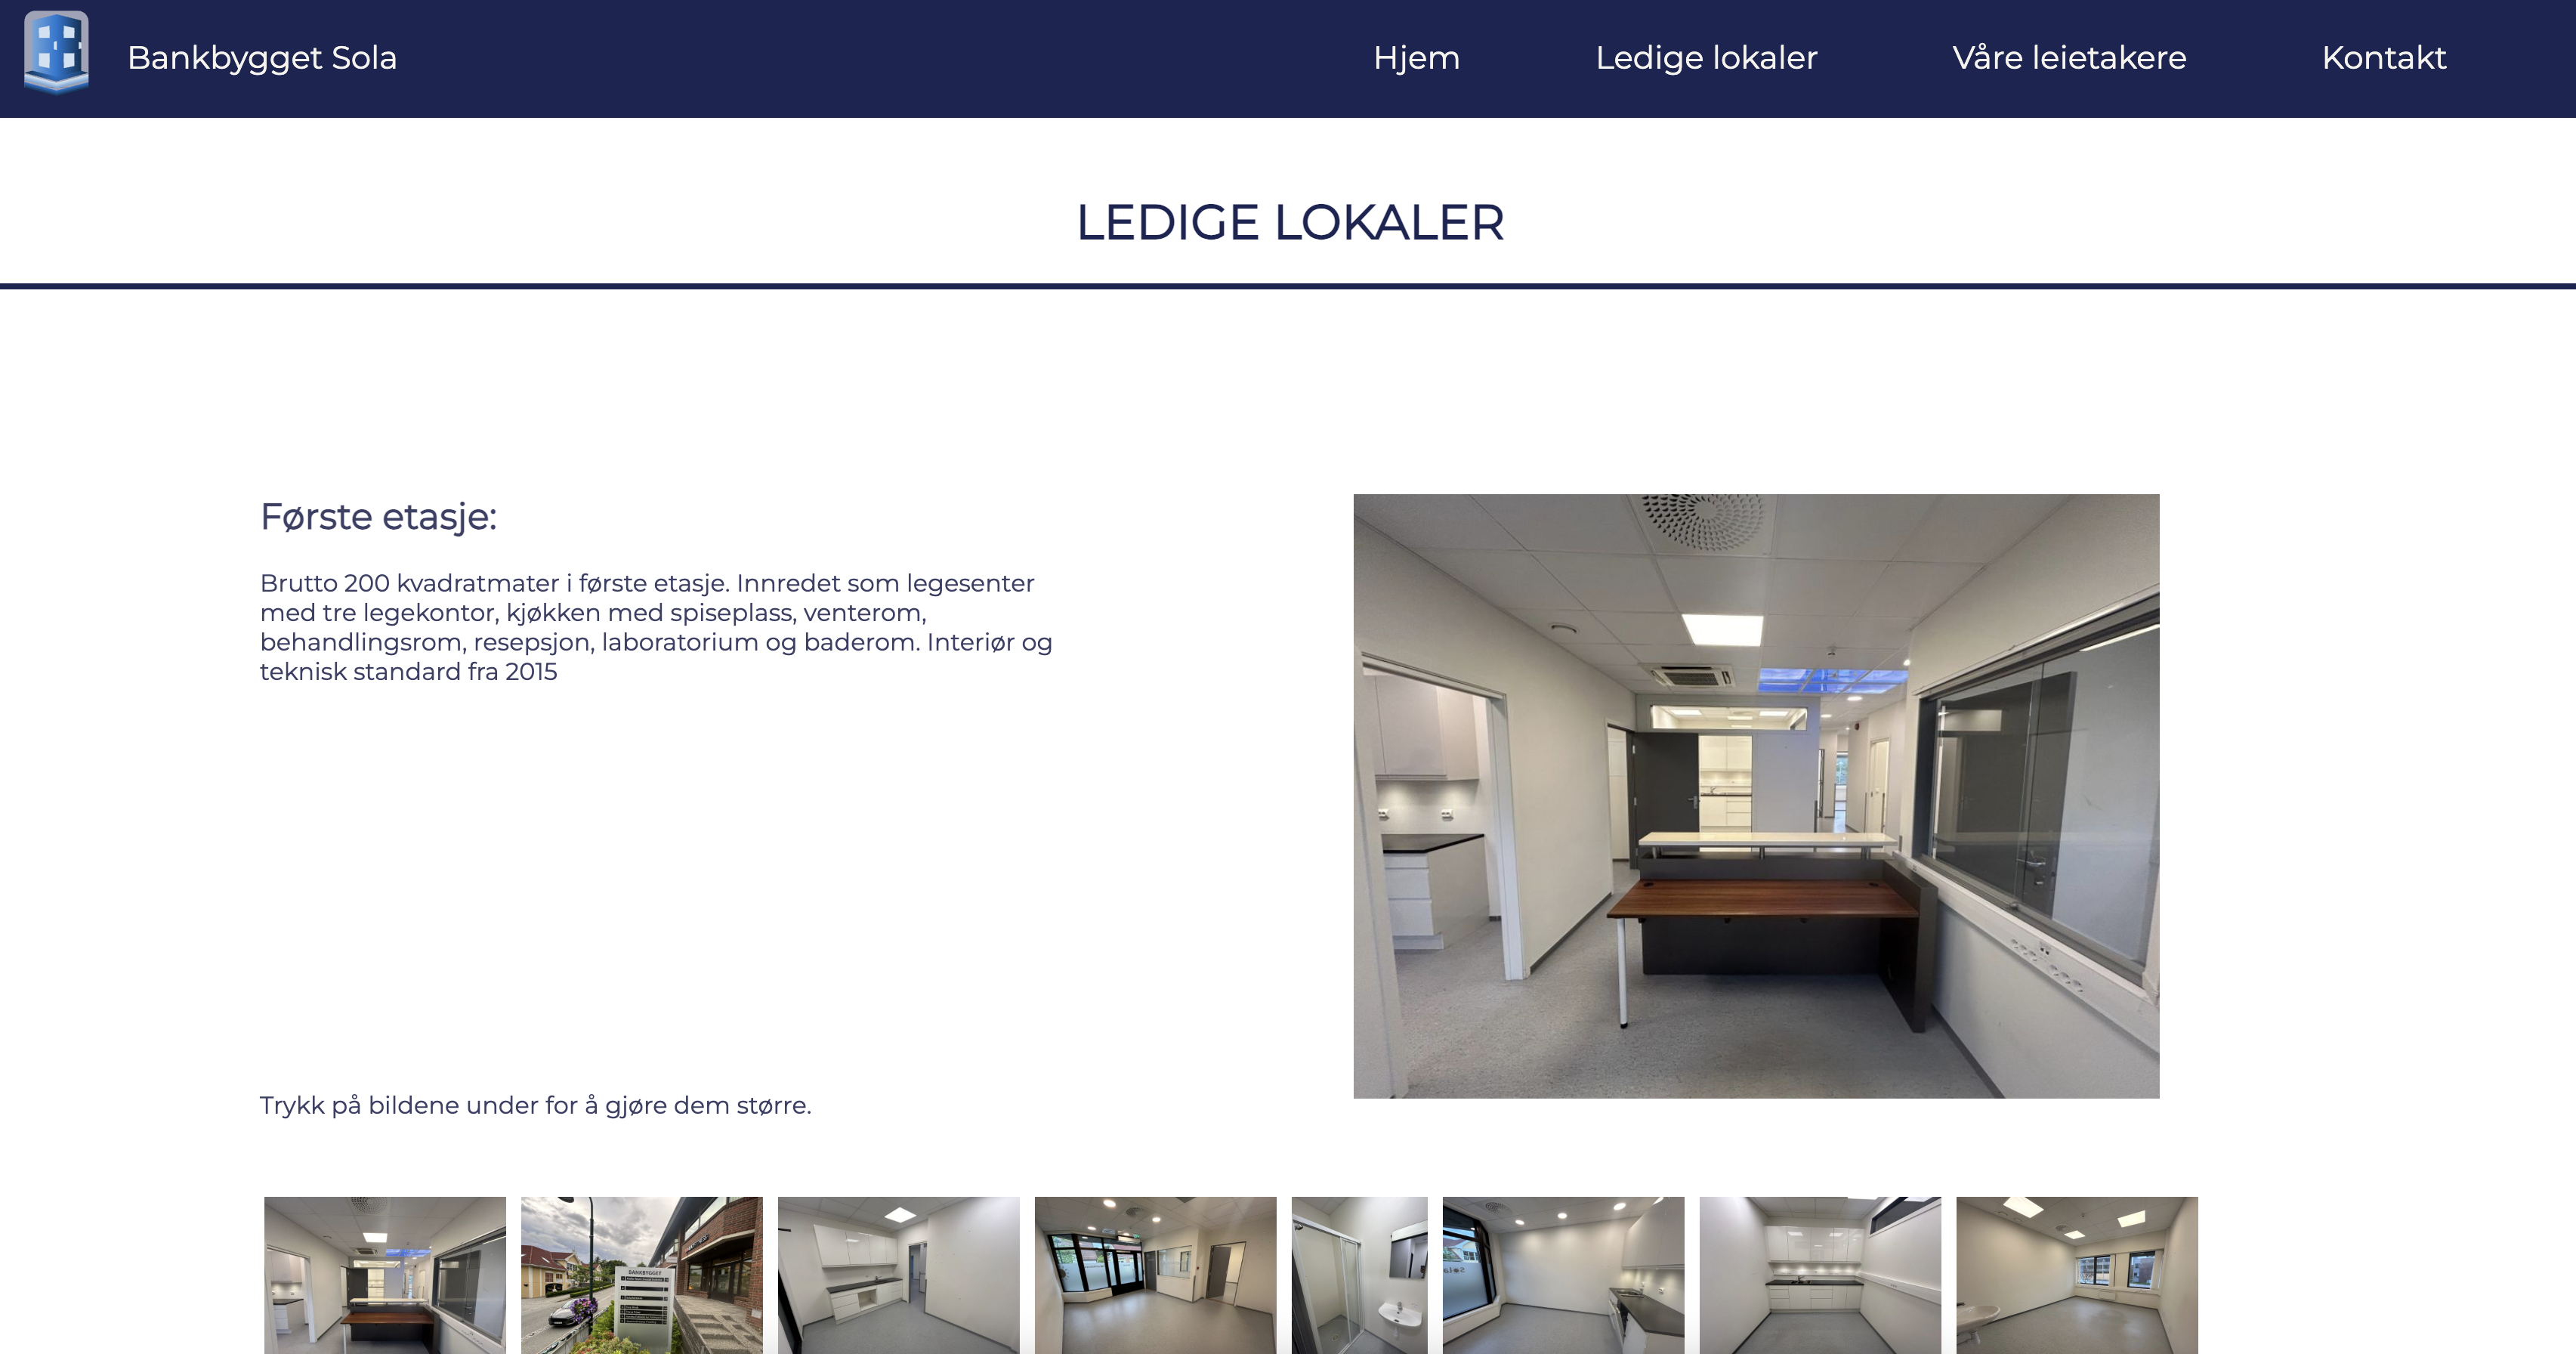 Bankbygget Sola
Hjem
Ledige lokaler
Våre leietakere
Kontakt
LEDIGE LOKALER
Første etasje:
Brutto 200 kvadratmater i første etasje. Innredet som legesenter
med tre legekontor, kjøkken med spiseplass, venterom,
behandlingsrom, resepsjon, laboratorium og baderom. Interiør og
teknisk standard fra 2015
Trykk på bildene under for å gjøre dem større.
BANKBYGGET